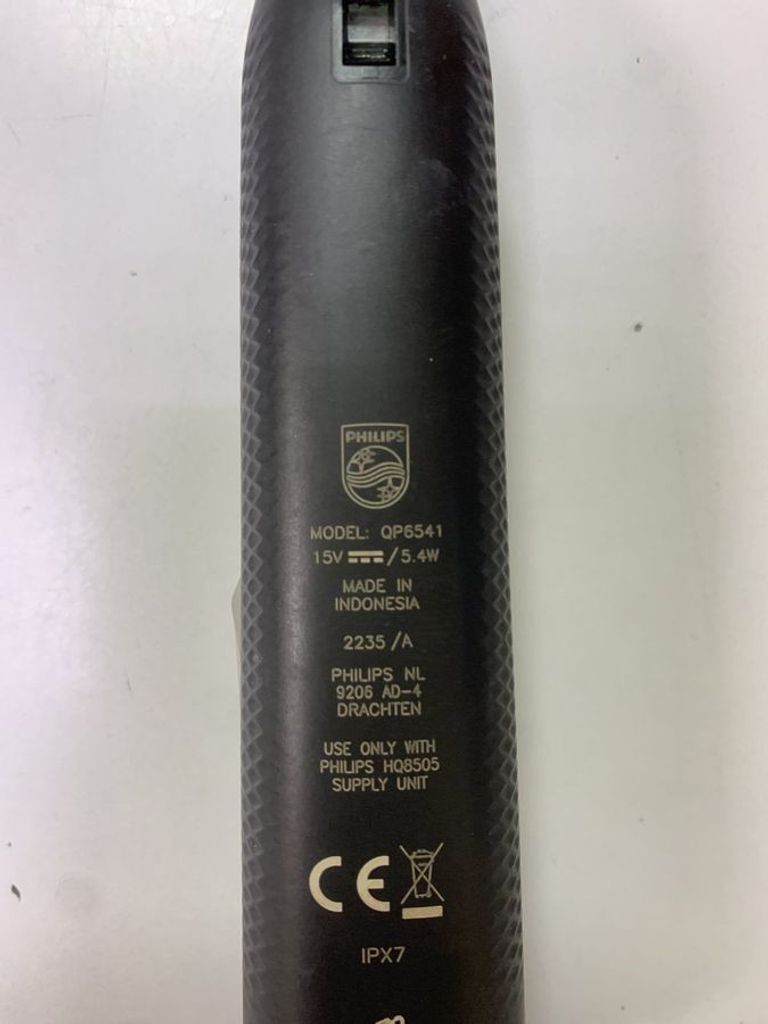 PHILIPS
MODEL: QP6541
15V ⎓ / 5.4W
MADE IN
INDONESIA
2235 /A
PHILIPS NL
9206 AD-4
DRACHTEN
USE ONLY WITH
PHILIPS HQ8505
SUPPLY UNIT
CE
IPX7